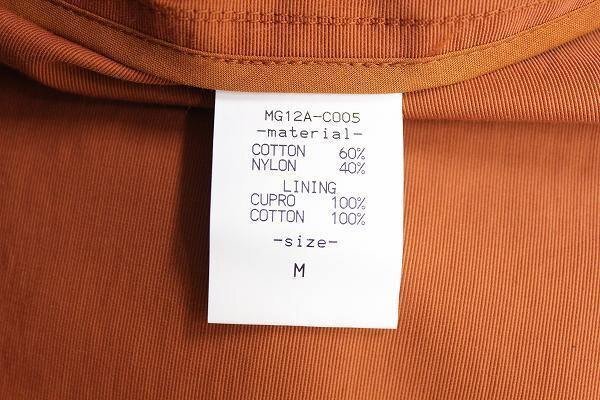 MG12A-C005
-material-
COTTON 60%
NYLON 40%
LINING
CUPRO 100%
COTTON 100%
-size-
M